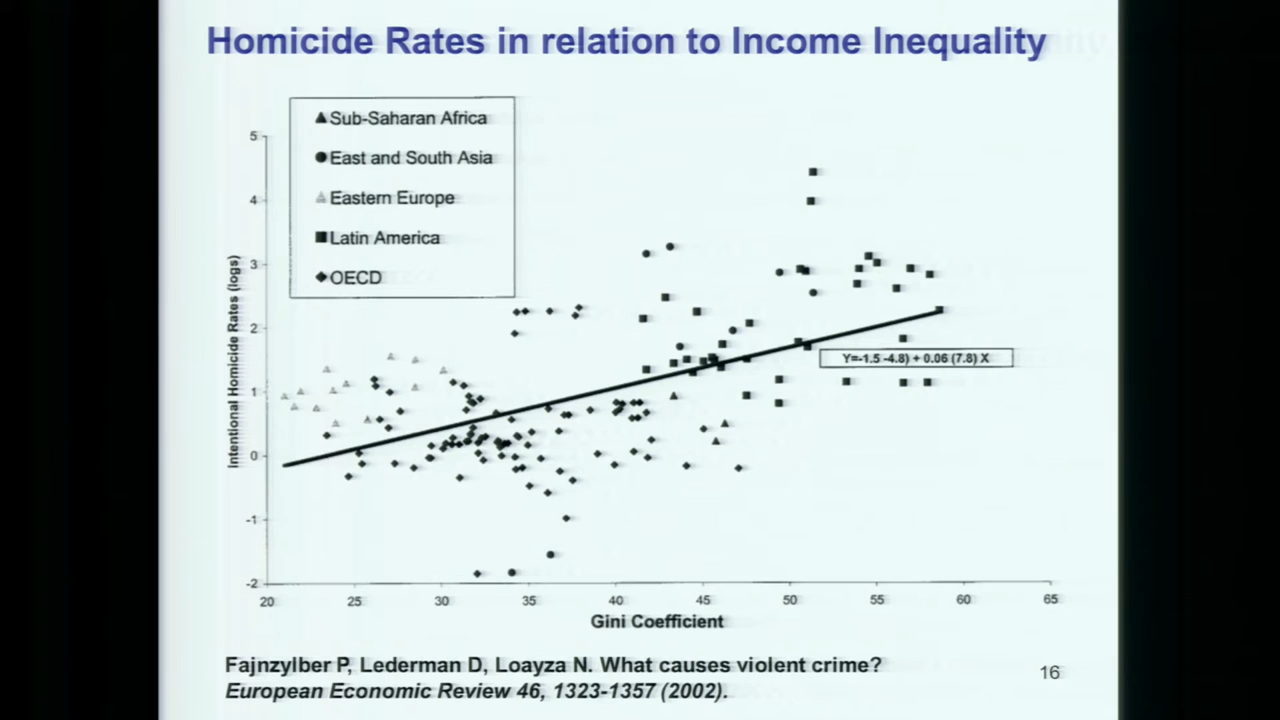 Homicide Rates in relation to Income Inequality
Sub-Saharan Africa
East and South Asia
Eastern Europe
Latin America
OECD
Intentional Homicide Rates (logs)
5
4
3
2
1
0
-1
-2
Y=-1.5 -4.8) + 0.06 (7.8) X
20 25 30 35 40 45 50 55 60 65
Gini Coefficient
Fajnzylber P, Lederman D, Loayza N. What causes violent crime?
European Economic Review 46, 1323-1357 (2002).
16